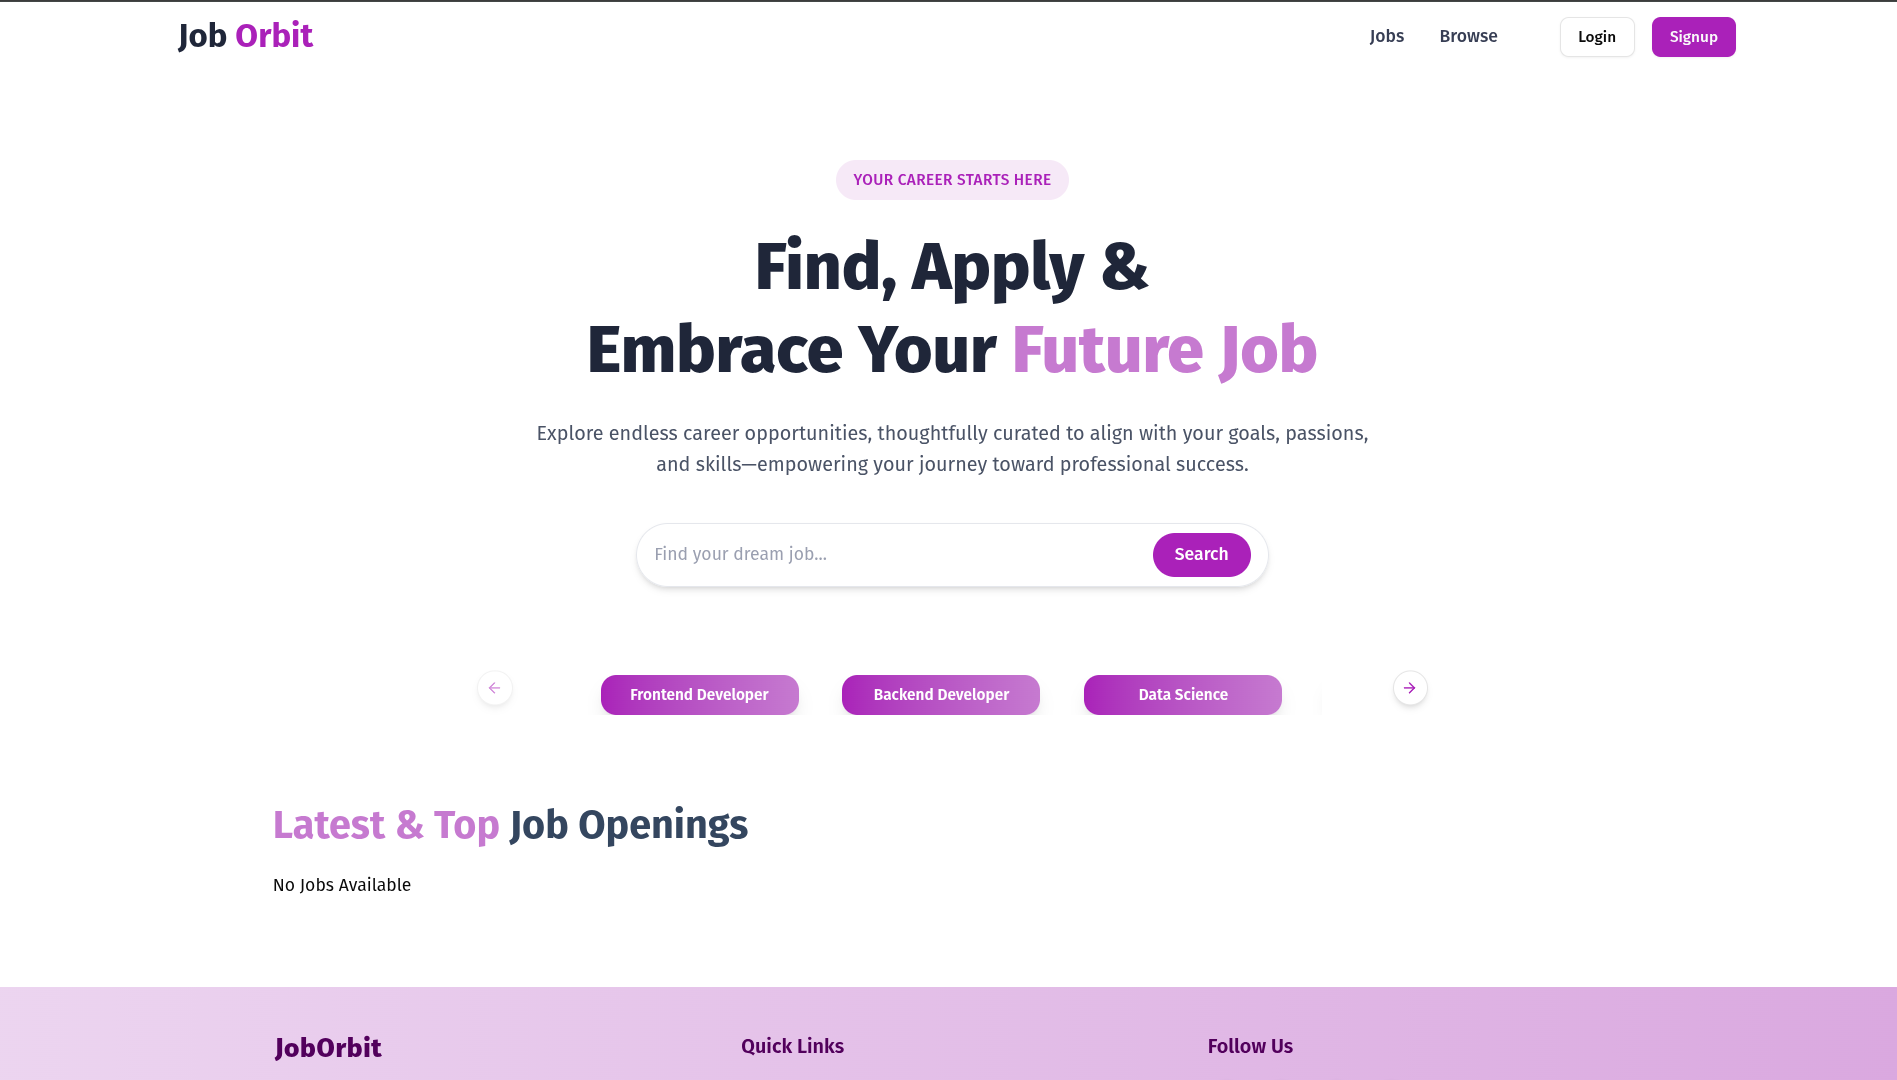 Job Orbit
Jobs
Browse
Login
Signup
YOUR CAREER STARTS HERE
Find, Apply &
Embrace Your Future Job
Explore endless career opportunities, thoughtfully curated to align with your goals, passions,
and skills—empowering your journey toward professional success.
Find your dream job...
Search
Frontend Developer
Backend Developer
Data Science
Latest & Top Job Openings
No Jobs Available
JobOrbit
Quick Links
Follow Us